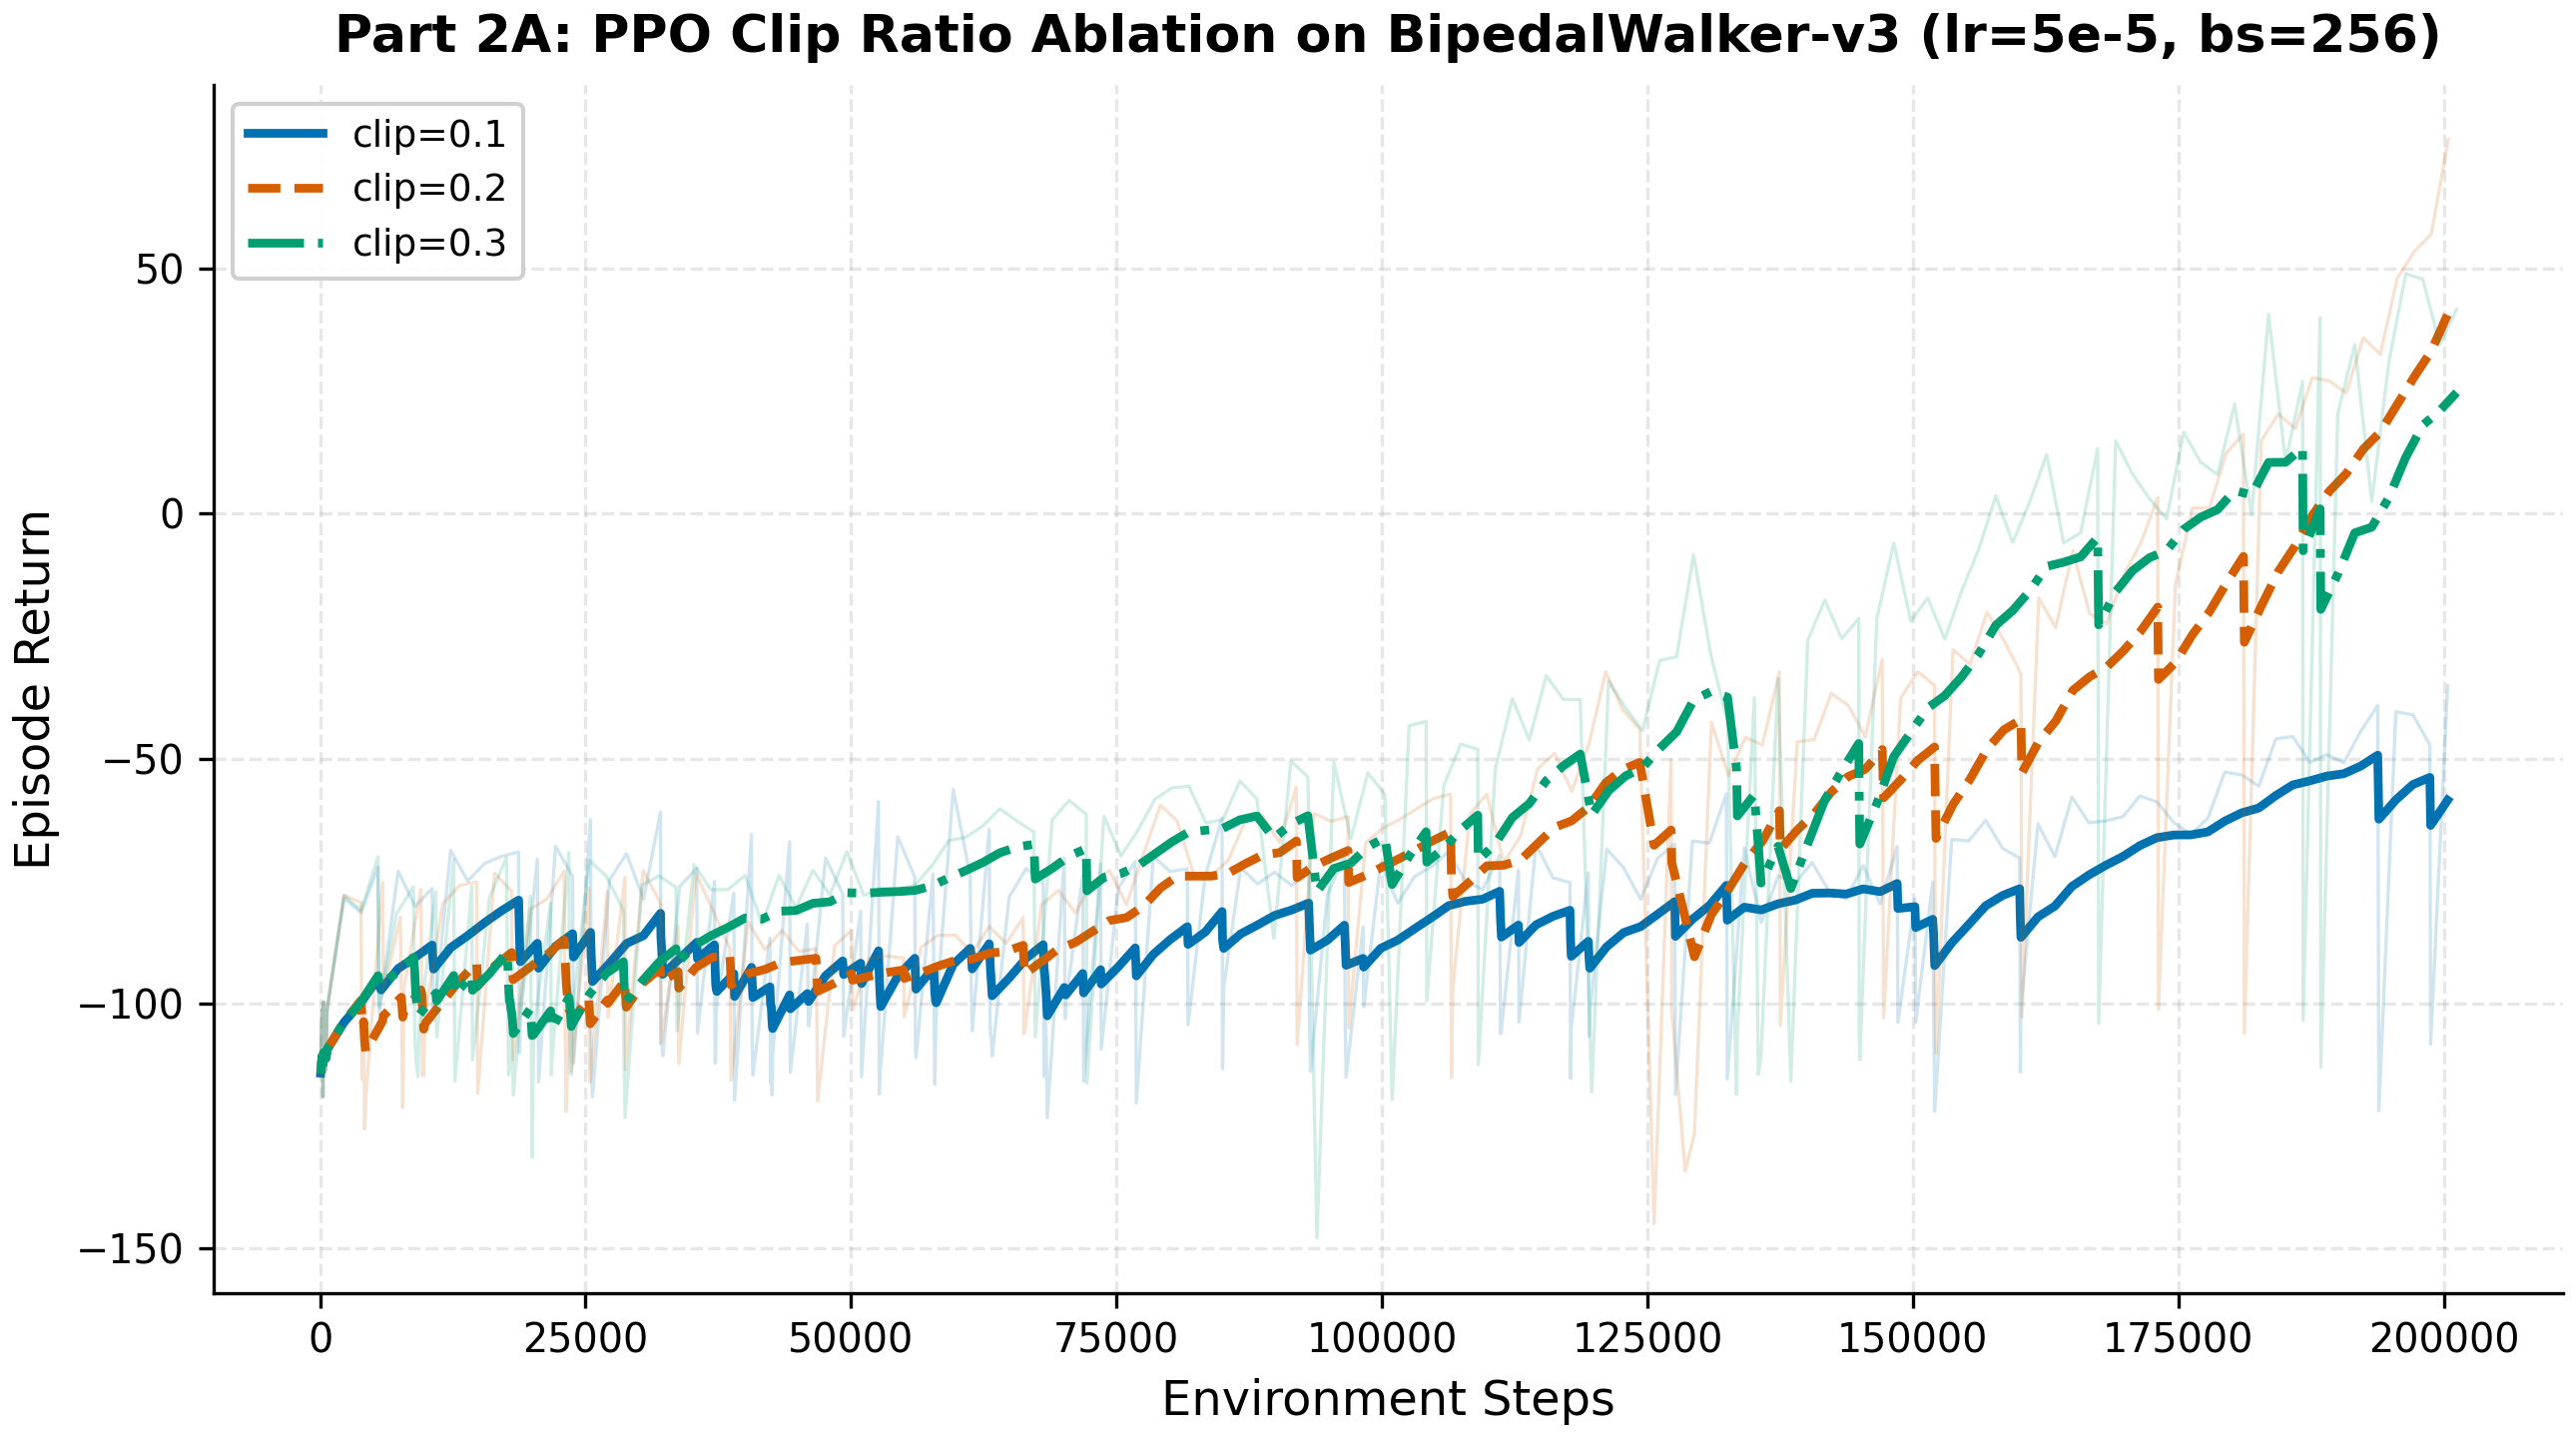 Part 2A: PPO Clip Ratio Ablation on BipedalWalker-v3 (lr=5e-5, bs=256)
clip=0.1
clip=0.2
clip=0.3
Episode Return
50
0
−50
−100
−150
0 25000 50000 75000 100000 125000 150000 175000 200000
Environment Steps